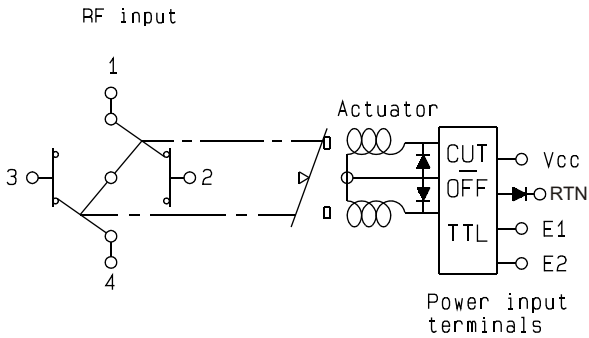 RF input
1
3
2
4
Actuator
CUT
OFF
TTL
Vcc
RTN
E1
E2
Power input
terminals